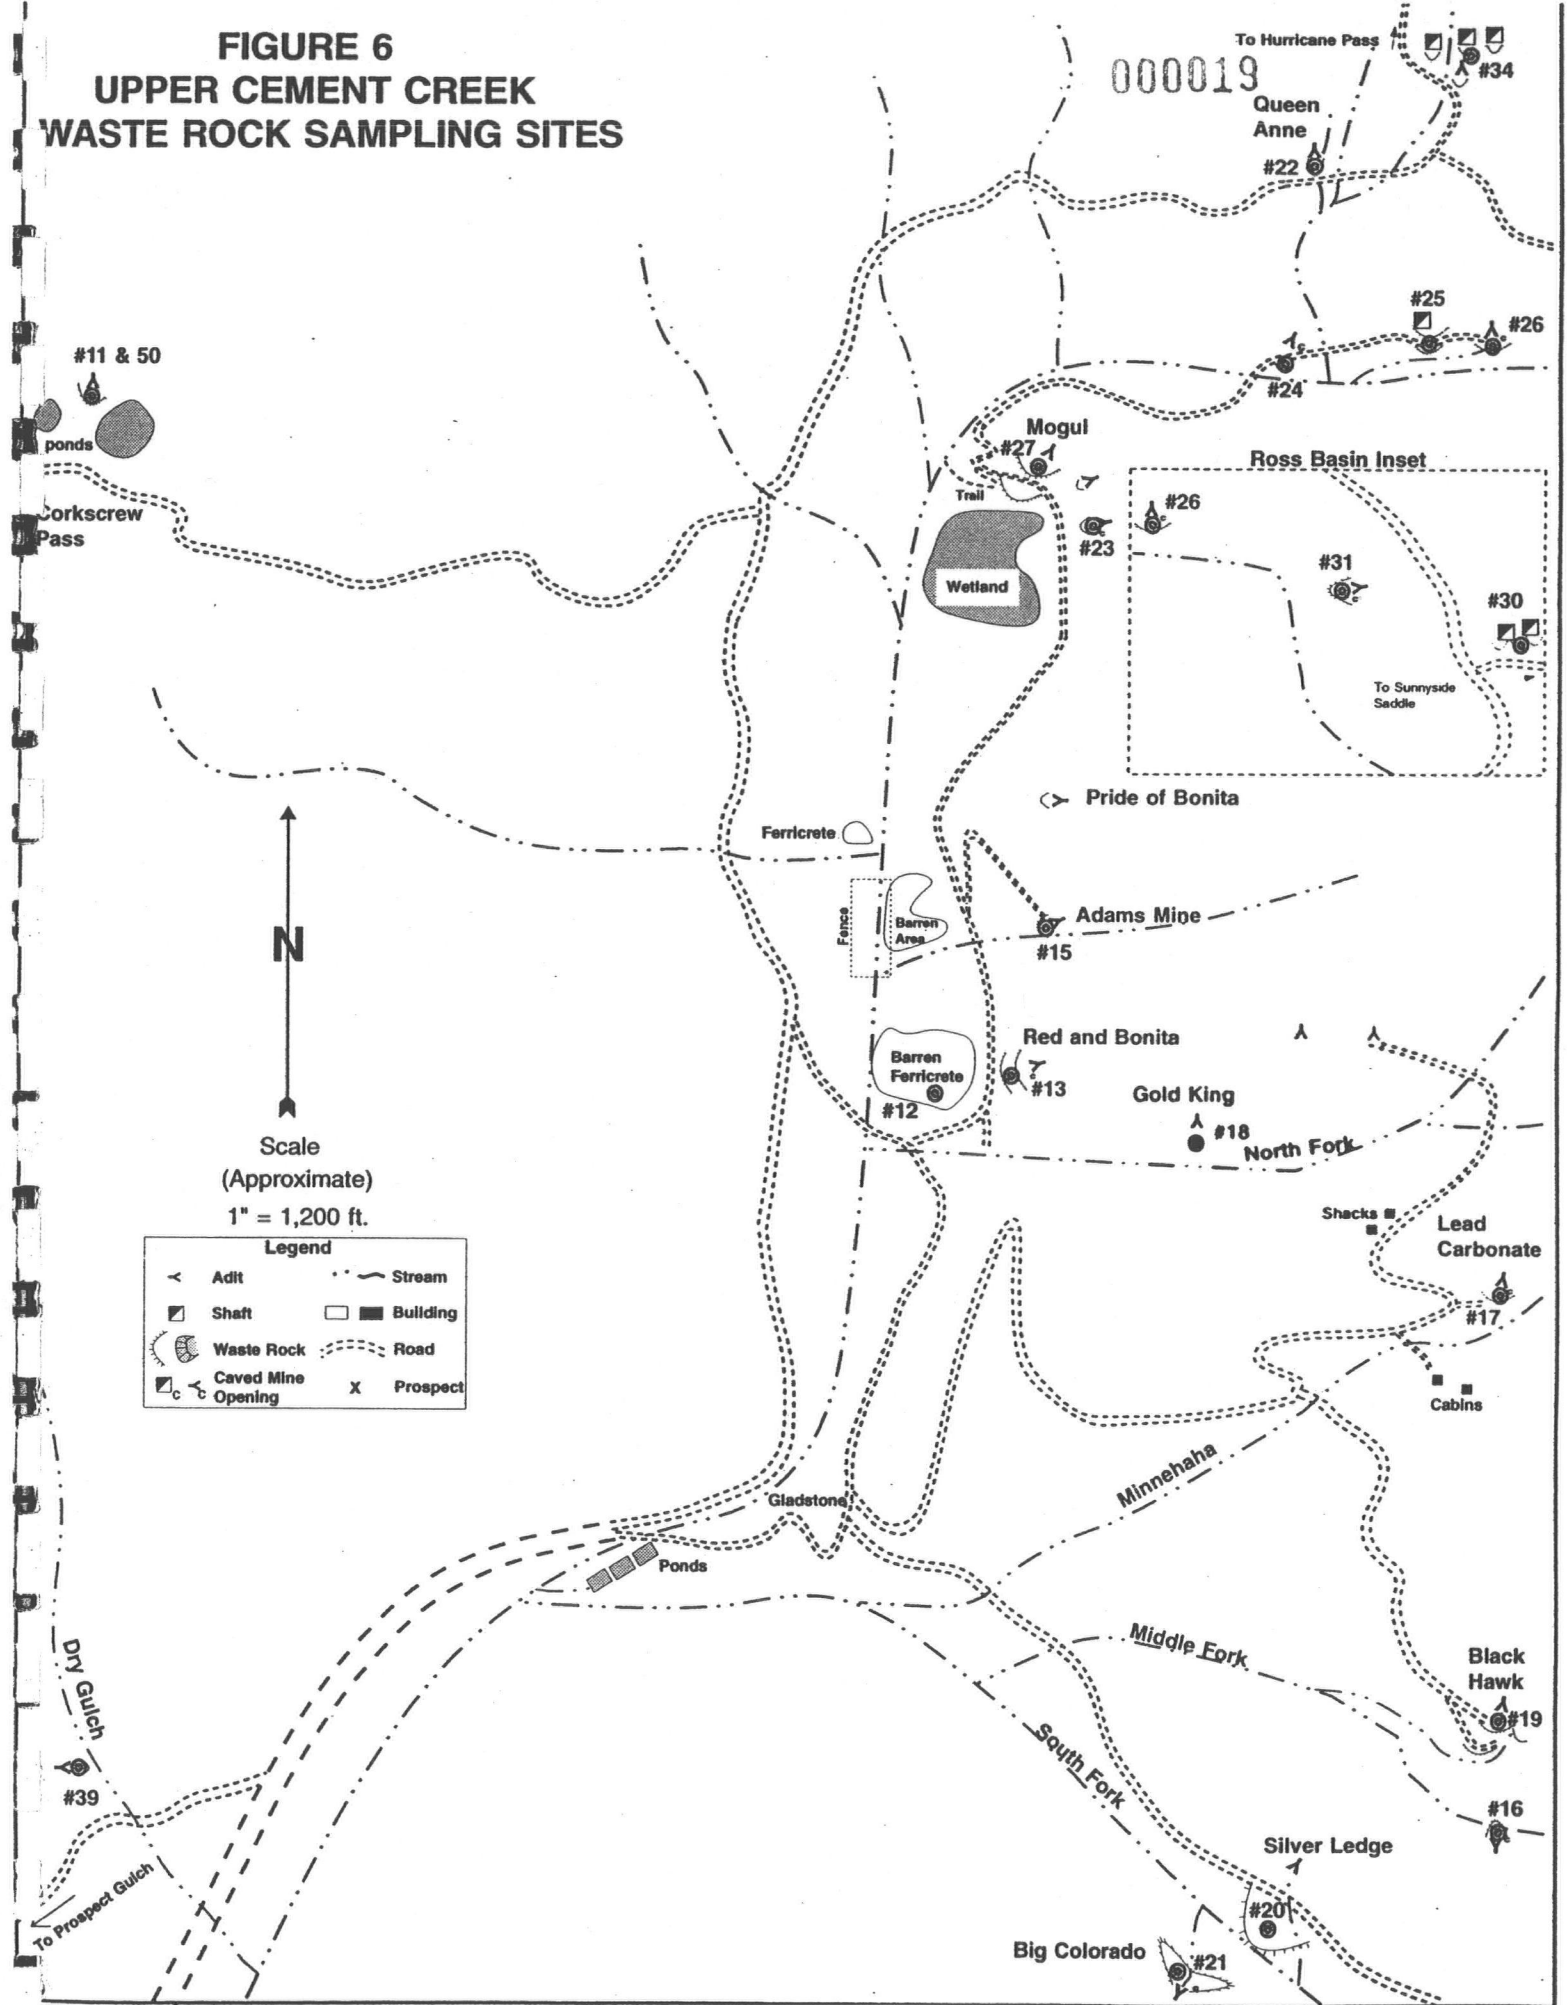 FIGURE 6
UPPER CEMENT CREEK
WASTE ROCK SAMPLING SITES
000019
To Hurricane Pass
#34
Queen
Anne
#22
#25
#26
#24
#11 & 50
ponds
Corkscrew
Pass
Mogul
#27
Trail
#23
Wetland
Ross Basin Inset
#26
#31
#30
To Sunnyside
Saddle
Pride of Bonita
Ferricrete
Fence
Barren
Area
Adams Mine
#15
N
Barren
Ferricrete
#12
Red and Bonita
#13
Gold King
#18
North Fork
Scale
(Approximate)
1" = 1,200 ft.
Legend
Adit
Stream
Shaft
Building
Waste Rock
Road
C C Caved Mine
Opening
X Prospect
Shacks
Lead
Carbonate
#17
Cabins
Minnehaha
Gladstone
Ponds
Middle Fork
Black
Hawk
#19
South Fork
#16
Dry Gulch
#39
To Prospect Gulch
Silver Ledge
#20
Big Colorado
#21